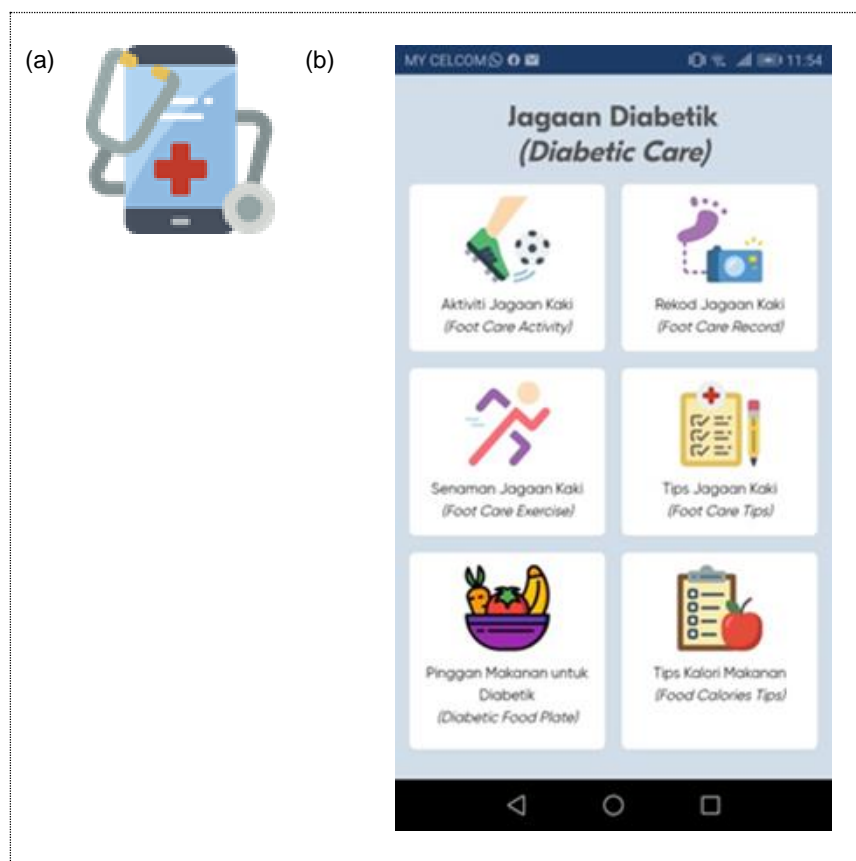 (a)
(b)
MY CELCOM 11:54
Jagaan Diabetik
(Diabetic Care)
Aktiviti Jagaan Kaki
(Foot Care Activity)
Rekod Jagaan Kaki
(Foot Care Record)
Senaman Jagaan Kaki
(Foot Care Exercise)
Tips Jagaan Kaki
(Foot Care Tips)
Pinggan Makanan untuk
Diabetik
(Diabetic Food Plate)
Tips Kalori Makanan
(Food Calories Tips)